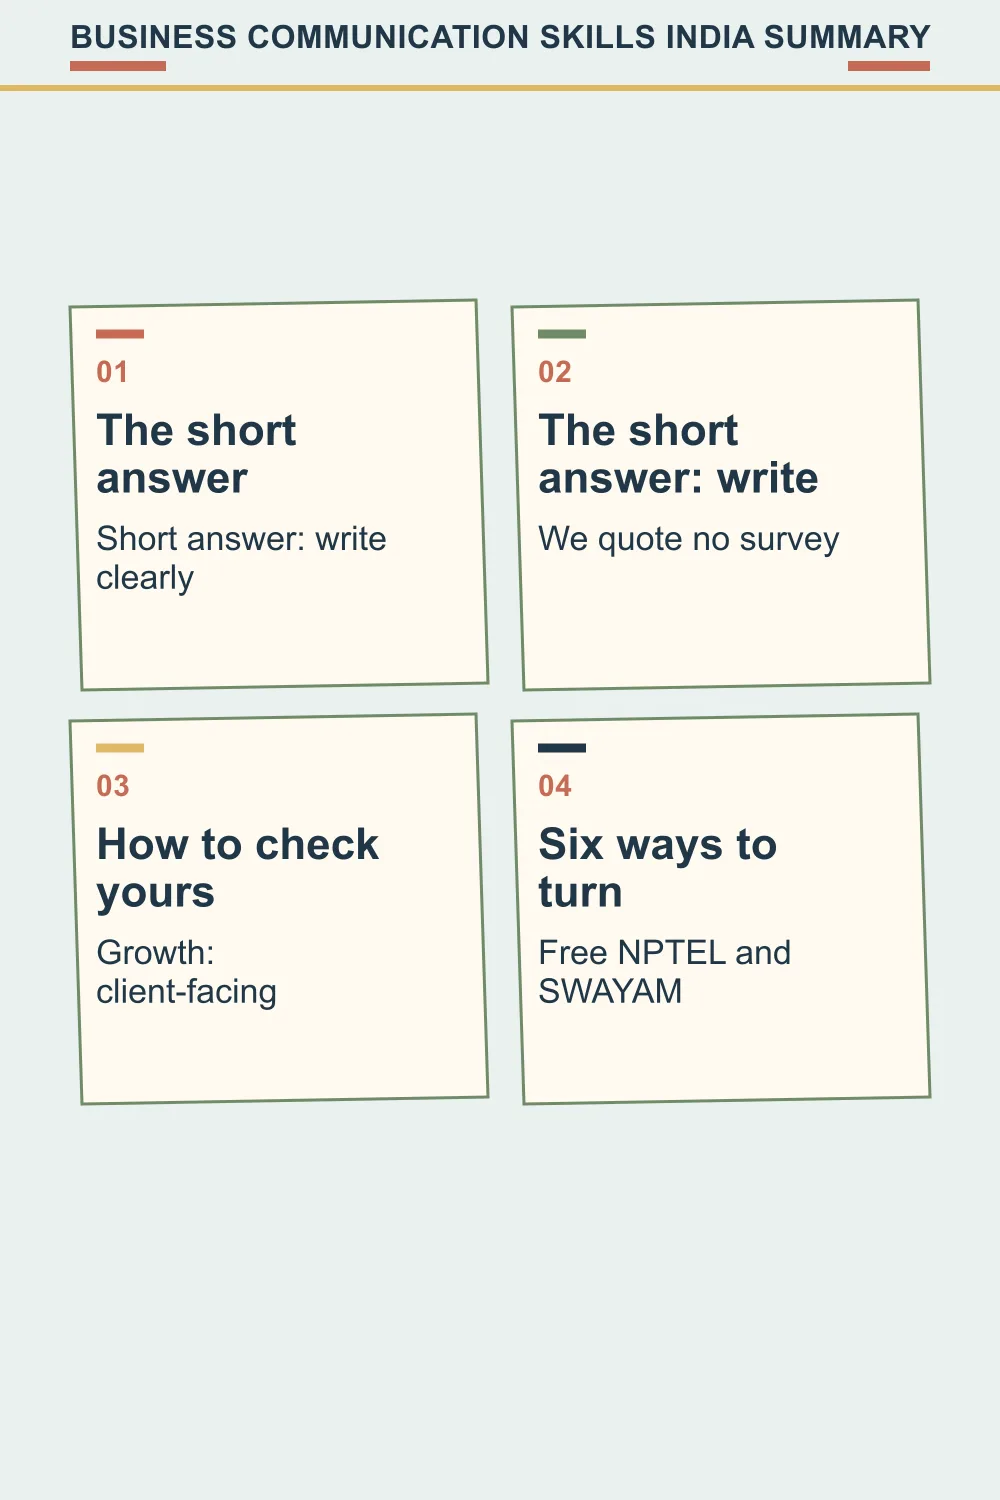 BUSINESS COMMUNICATION SKILLS INDIA SUMMARY
01
The short
answer
Short answer: write
clearly
02
The short
answer: write
We quote no survey
03
How to check
yours
Growth:
client-facing
04
Six ways to
turn
Free NPTEL and
SWAYAM